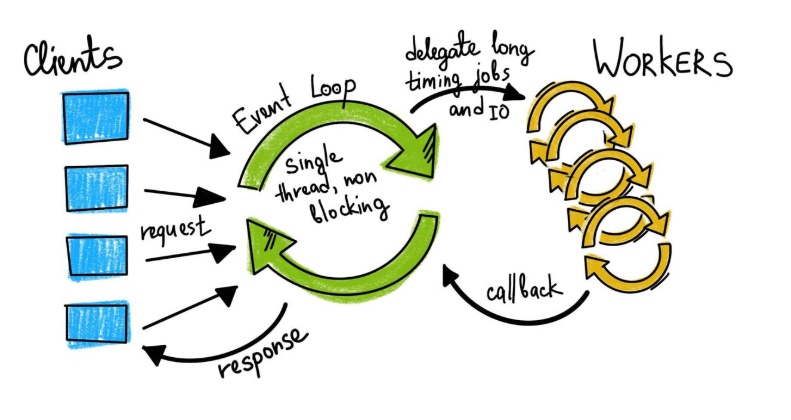 Clients
Event Loop
delegate long
timing jobs
and IO
WORKERS
single
thread, non
blocking
request
callback
response